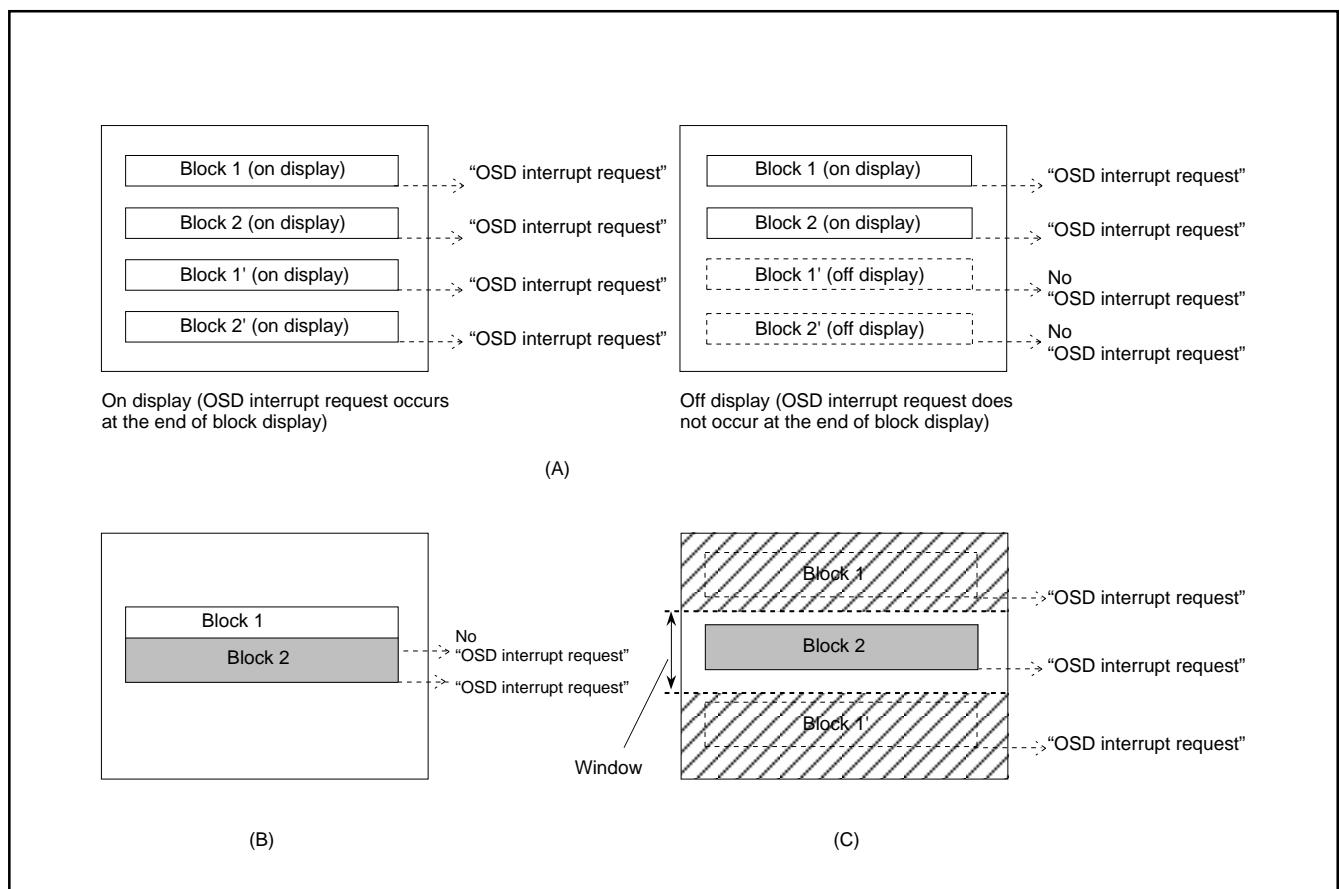 Block 1 (on display)
“OSD interrupt request”
Block 2 (on display)
“OSD interrupt request”
Block 1' (on display)
“OSD interrupt request”
Block 2' (on display)
“OSD interrupt request”
On display (OSD interrupt request occurs
at the end of block display)
Block 1 (on display)
“OSD interrupt request”
Block 2 (on display)
“OSD interrupt request”
Block 1' (off display)
No
“OSD interrupt request”
Block 2' (off display)
No
“OSD interrupt request”
Off display (OSD interrupt request does
not occur at the end of block display)
(A)
Block 1
Block 2
No
“OSD interrupt request”
“OSD interrupt request”
(B)
Block 1
“OSD interrupt request”
Block 2
“OSD interrupt request”
Block 1'
“OSD interrupt request”
Window
(C)